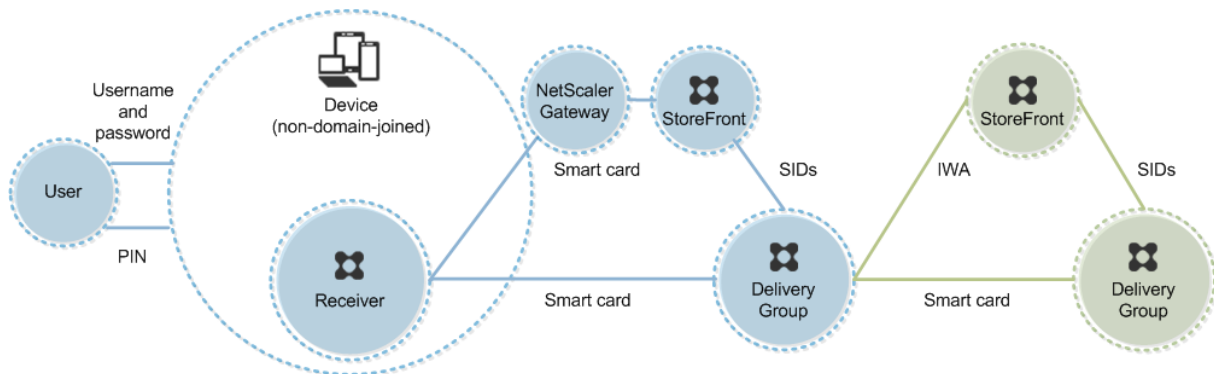 Username
and
password
User
PIN
Device
(non-domain-joined)
Receiver
NetScaler
Gateway
StoreFront
Smart card
SIDs
Smart card
Delivery
Group
StoreFront
IWA
SIDs
Smart card
Delivery
Group